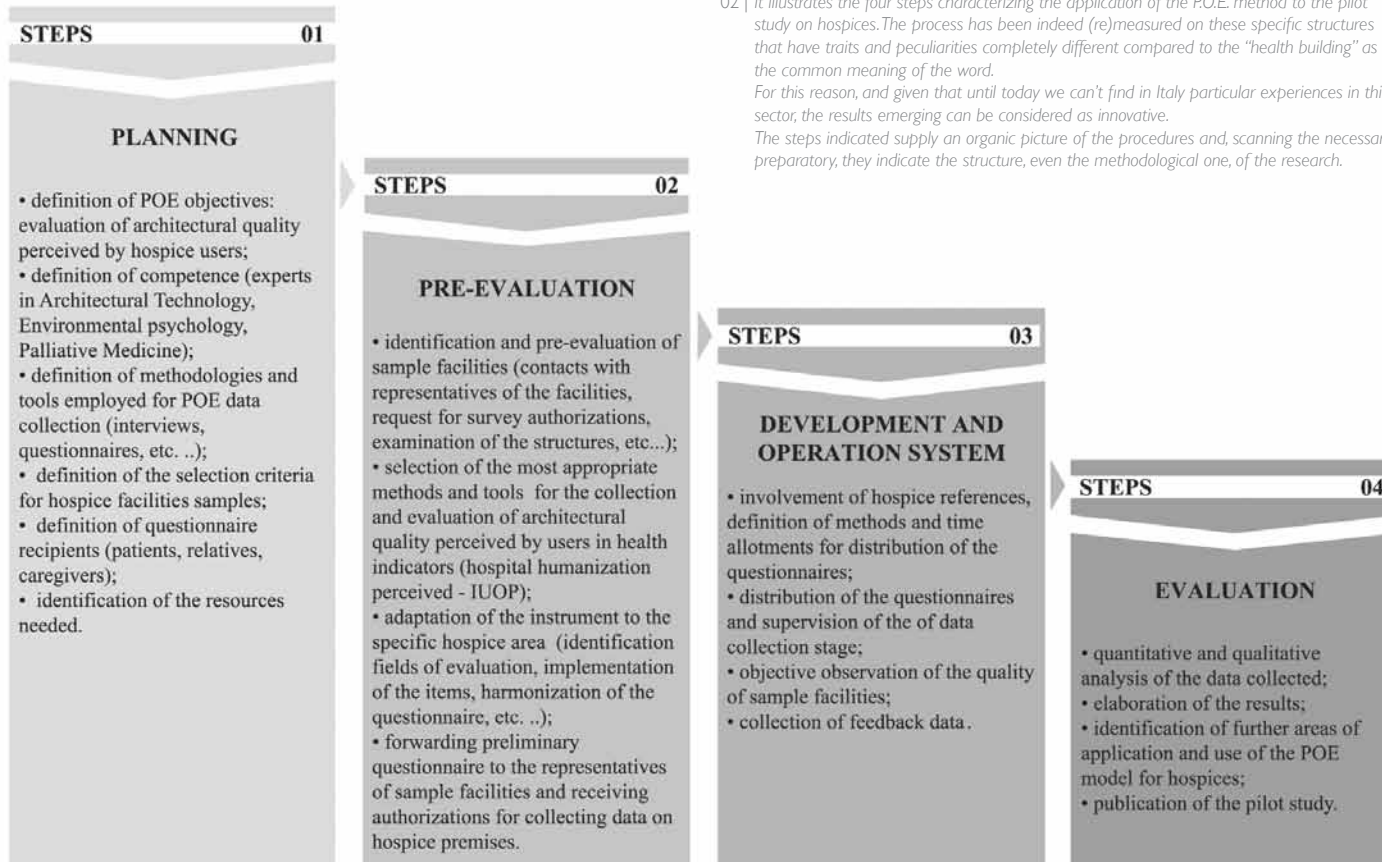 02 | It illustrates the four steps characterizing the application of the P.O.E. method to the pilot
study on hospices. The process has been indeed (re)measured on these specific structures
that have traits and peculiarities completely different compared to the “health building” as
the common meaning of the word.
For this reason, and given that until today we can’t find in Italy particular experiences in thi
sector, the results emerging can be considered as innovative.
The steps indicated supply an organic picture of the procedures and, scanning the necessar
preparatory, they indicate the structure, even the methodological one, of the research.
STEPS 01
PLANNING
• definition of POE objectives:
evaluation of architectural quality
perceived by hospice users;
• definition of competence (experts
in Architectural Technology,
Environmental psychology,
Palliative Medicine);
• definition of methodologies and
tools employed for POE data
collection (interviews,
questionnaires, etc. ..);
• definition of the selection criteria
for hospice facilities samples;
• definition of questionnaire
recipients (patients, relatives,
caregivers);
• identification of the resources
needed.
STEPS 02
PRE-EVALUATION
• identification and pre-evaluation of
sample facilities (contacts with
representatives of the facilities,
request for survey authorizations,
examination of the structures, etc...);
• selection of the most appropriate
methods and tools for the collection
and evaluation of architectural
quality perceived by users in health
indicators (hospital humanization
perceived - IUOP);
• adaptation of the instrument to the
specific hospice area (identification
fields of evaluation, implementation
of the items, harmonization of the
questionnaire, etc. ..);
• forwarding preliminary
questionnaire to the representatives
of sample facilities and receiving
authorizations for collecting data on
hospice premises.
STEPS 03
DEVELOPMENT AND
OPERATION SYSTEM
• involvement of hospice references,
definition of methods and time
allotments for distribution of the
questionnaires;
• distribution of the questionnaires
and supervision of the of data
collection stage;
• objective observation of the quality
of sample facilities;
• collection of feedback data.
STEPS 04
EVALUATION
• quantitative and qualitative
analysis of the data collected;
• elaboration of the results;
• identification of further areas of
application and use of the POE
model for hospices;
• publication of the pilot study.